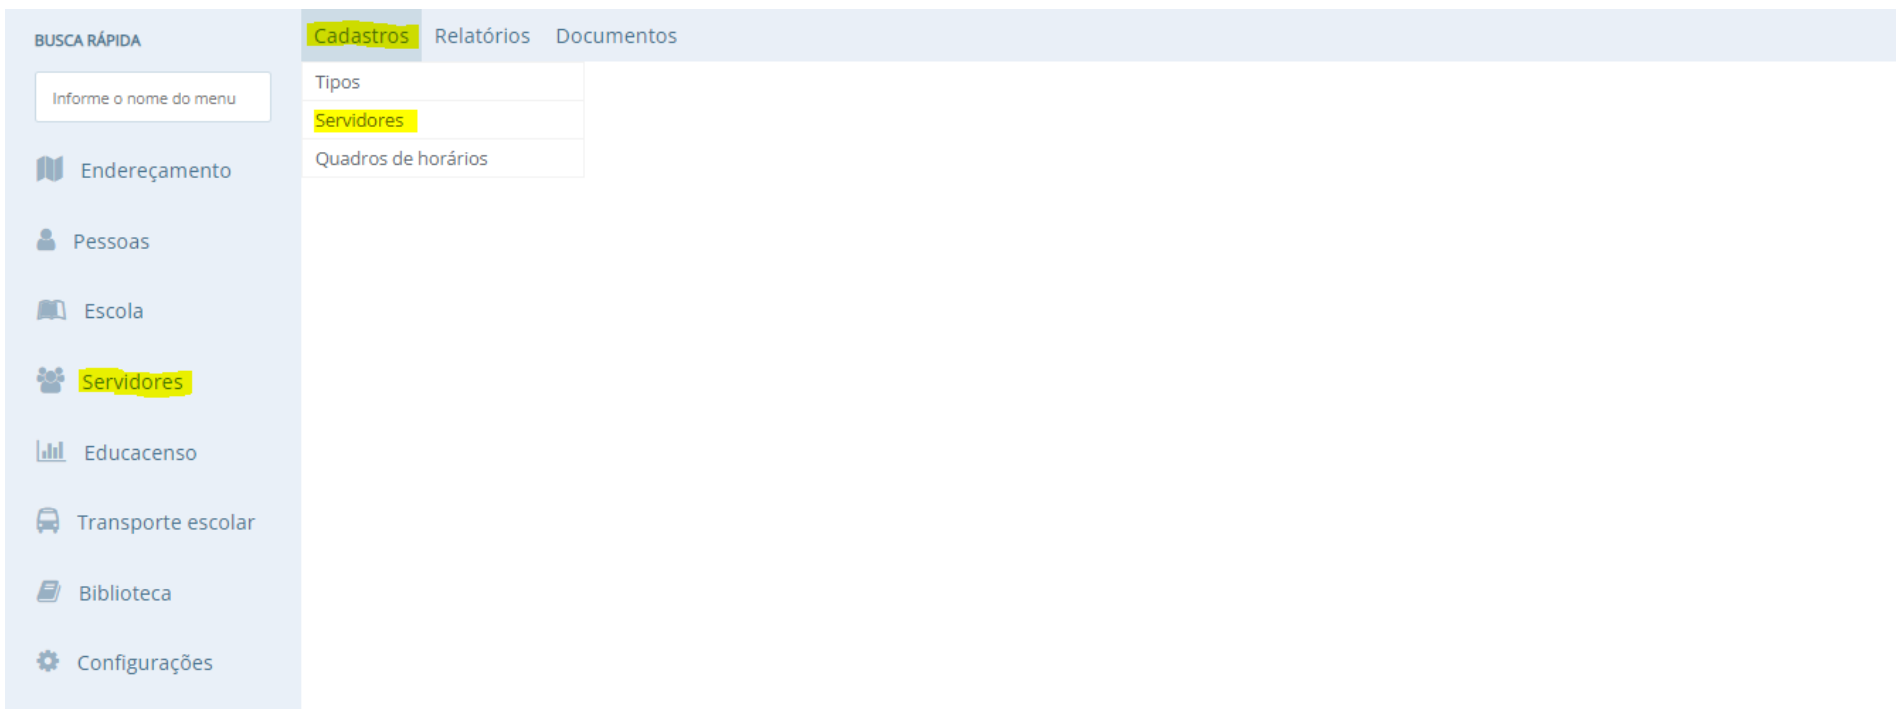 BUSCA RÁPIDA
Informe o nome do menu
Endereçamento
Pessoas
Escola
Servidores
Educacenso
Transporte escolar
Biblioteca
Configurações
Cadastros Relatórios Documentos
Tipos
Servidores
Quadros de horários